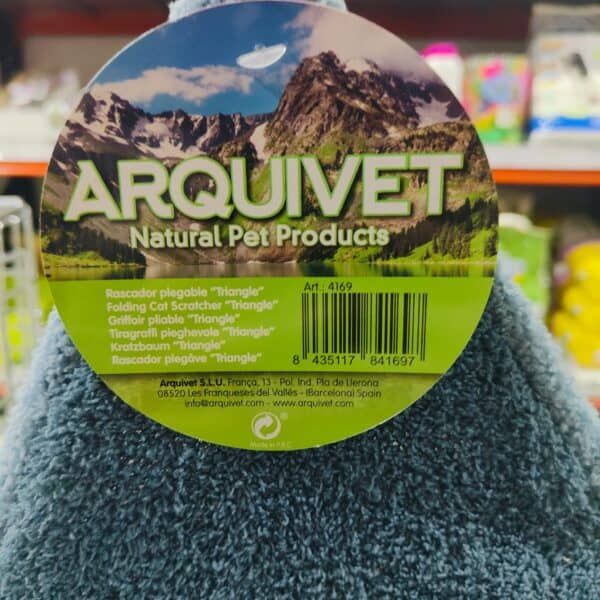 ARQUIVET
Natural Pet Products
Rascador plegable "Triangle"
Folding Cat Scratcher "Triangle"
Griffoir pliable "Triangle"
Tiragraffi pieghevole "Triangle"
Kratzbaum "Triangle"
Rascador plegâve "Triangle"
Art.: 4169
8 435117 841697
Arquivet S.L.U. França, 13 - Pol. Ind. Pla de Llerona
08520 Les Franqueses del Vallés - (Barcelona) Spain
info@arquivet.com - www.arquivet.com
®
Made in P.R.C.